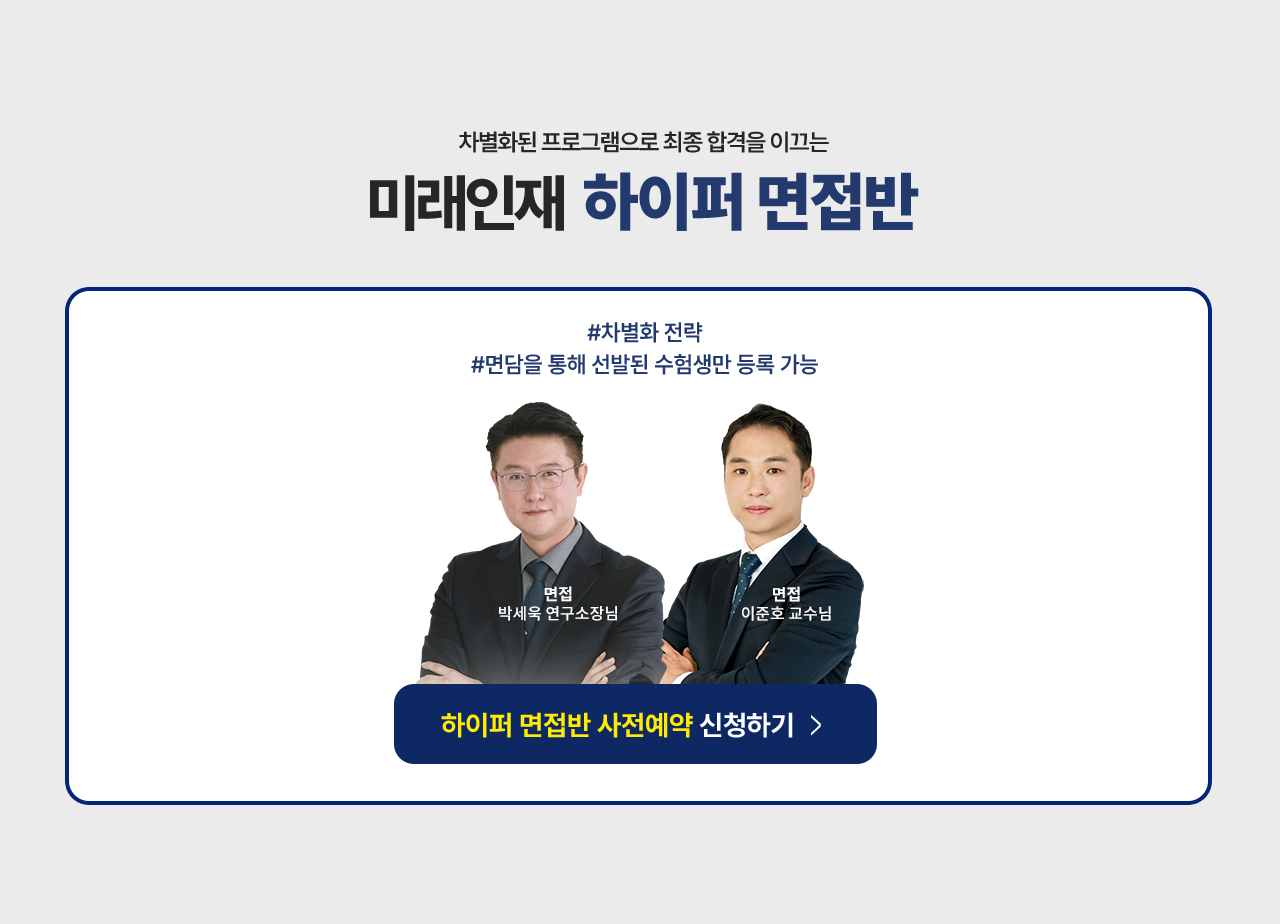 차별화된 프로그램으로 최종 합격을 이끄는
미래인재 하이퍼 면접반
#차별화 전략
#면담을 통해 선발된 수험생만 등록 가능
면접
박세욱 연구소장님
면접
이준호 교수님
하이퍼 면접반 사전예약 신청하기 >